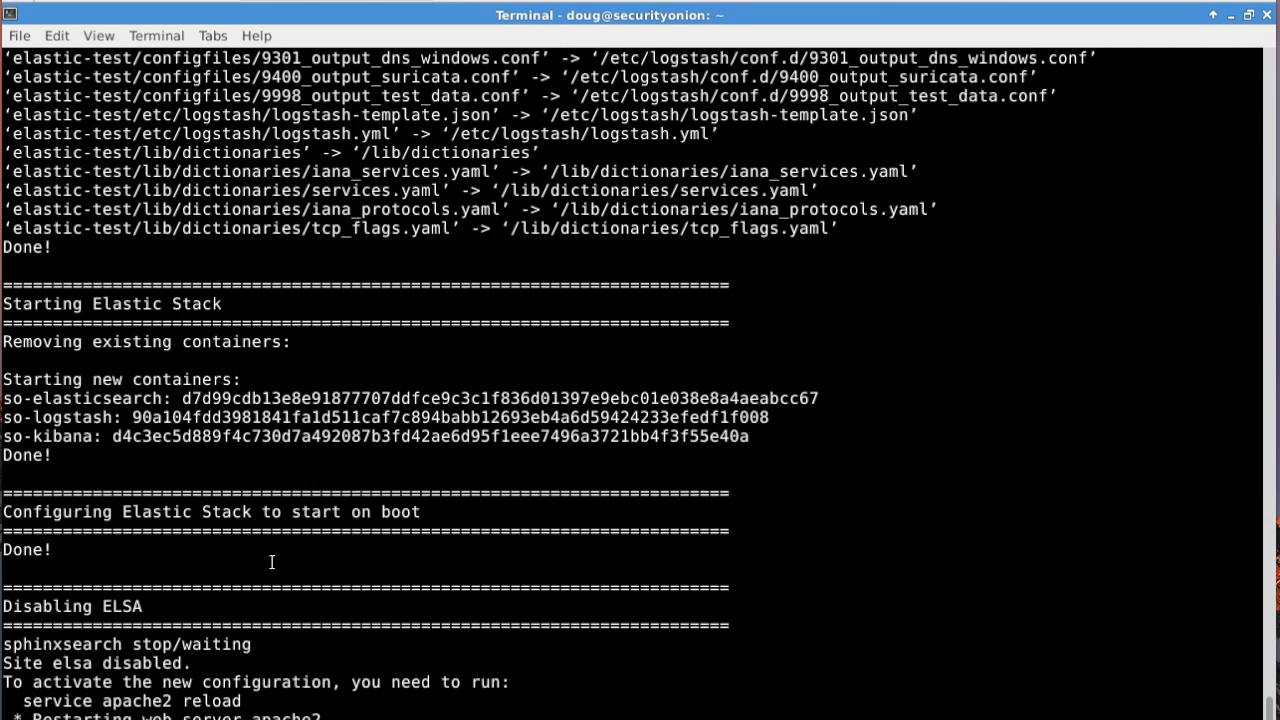 Terminal - doug@securityonion: ~
File Edit View Terminal Tabs Help
‘elastic-test/configfiles/9301_output_dns_windows.conf’ -> ‘/etc/logstash/conf.d/9301_output_dns_windows.conf’
‘elastic-test/configfiles/9400_output_suricata.conf’ -> ‘/etc/logstash/conf.d/9400_output_suricata.conf’
‘elastic-test/configfiles/9998_output_test_data.conf’ -> ‘/etc/logstash/conf.d/9998_output_test_data.conf’
‘elastic-test/etc/logstash/logstash-template.json’ -> ‘/etc/logstash/logstash-template.json’
‘elastic-test/etc/logstash/logstash.yml’ -> ‘/etc/logstash/logstash.yml’
‘elastic-test/lib/dictionaries’ -> ‘/lib/dictionaries’
‘elastic-test/lib/dictionaries/iana_services.yaml’ -> ‘/lib/dictionaries/iana_services.yaml’
‘elastic-test/lib/dictionaries/services.yaml’ -> ‘/lib/dictionaries/services.yaml’
‘elastic-test/lib/dictionaries/iana_protocols.yaml’ -> ‘/lib/dictionaries/iana_protocols.yaml’
‘elastic-test/lib/dictionaries/tcp_flags.yaml’ -> ‘/lib/dictionaries/tcp_flags.yaml’
Done!
=========================================================================
Starting Elastic Stack
=========================================================================
Removing existing containers:
Starting new containers:
so-elasticsearch: d7d99cdb13e8e91877707ddfce9c3c1f836d01397e9ebc01e038e8a4aeabcc67
so-logstash: 90a104fdd3981841fa1d511caf7c894babb12693eb4a6d59424233efedf1f008
so-kibana: d4c3ec5d889f4c730d7a492087b3fd42ae6d95f1eee7496a3721bb4f3f55e40a
Done!
=========================================================================
Configuring Elastic Stack to start on boot
=========================================================================
Done!
=========================================================================
Disabling ELSA
=========================================================================
sphinxsearch stop/waiting
Site elsa disabled.
To activate the new configuration, you need to run:
service apache2 reload
* Restarting web server apache2